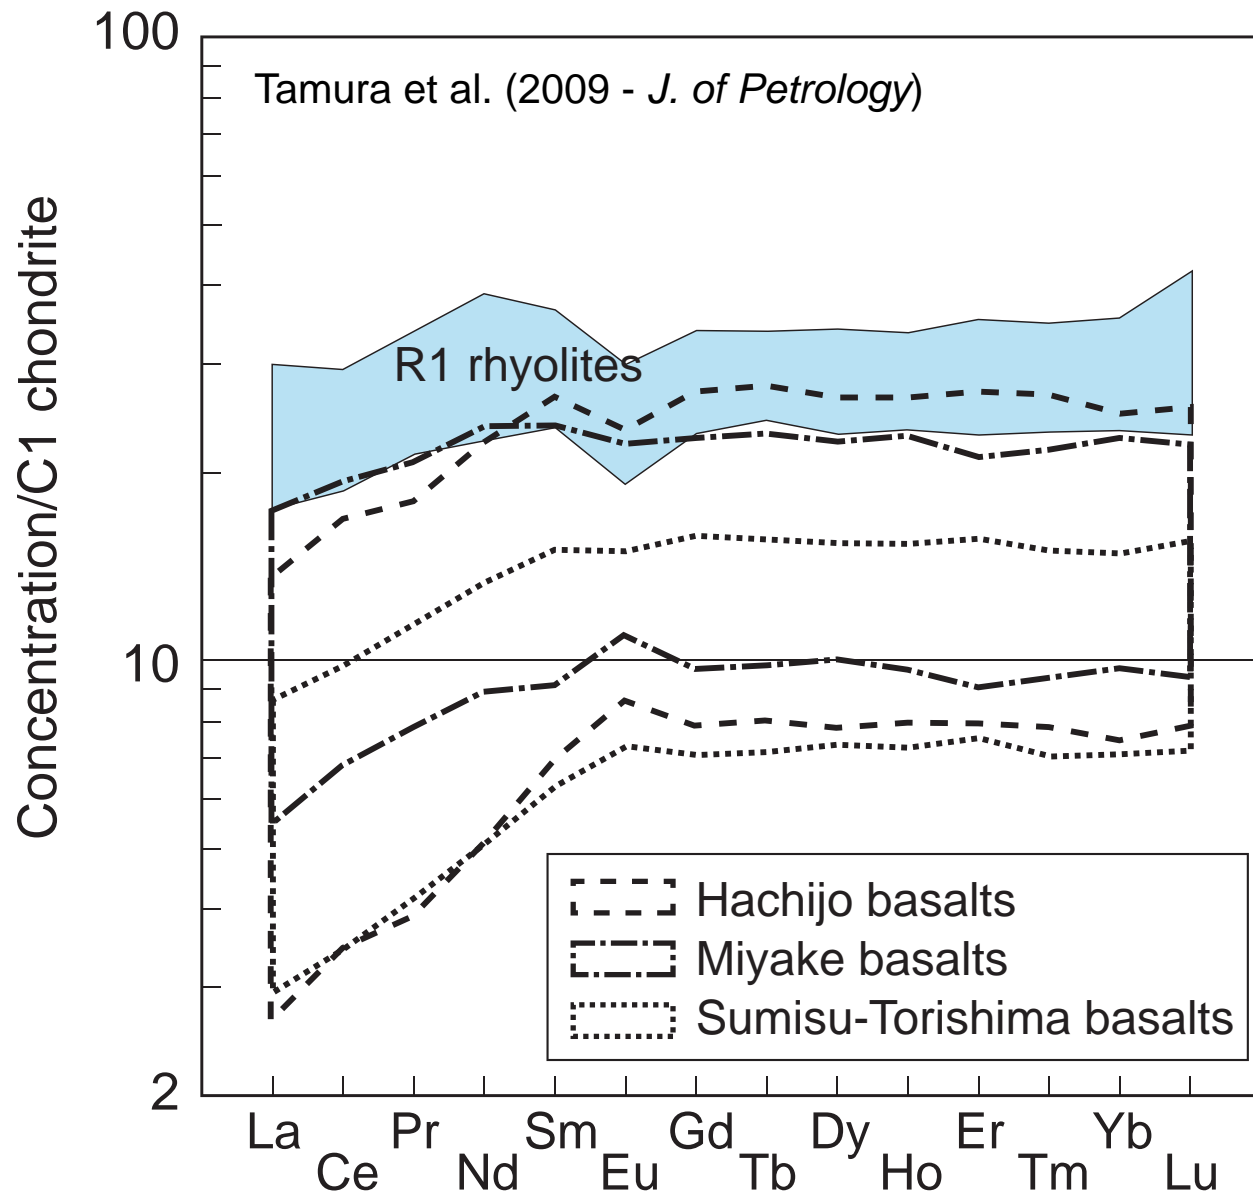 100
Tamura et al. (2009 - J. of Petrology)
Concentration/C1 chondrite
R1 rhyolites
10
Hachijo basalts
Miyake basalts
Sumisu-Torishima basalts
2
La Pr Sm Gd Dy Er Yb
Ce Nd Eu Tb Ho Tm Lu